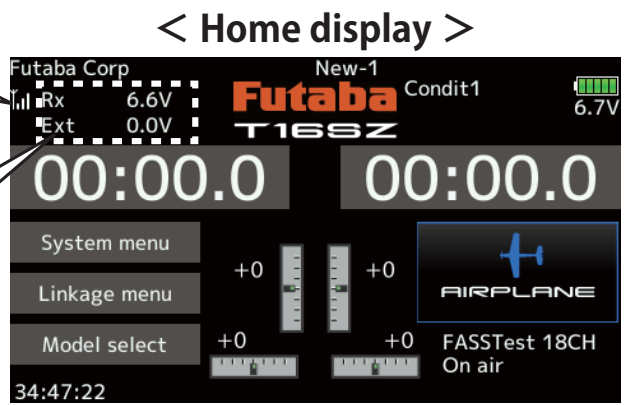 < Home display >
Futaba Corp New-1
Rx 6.6V Futaba Condit1
6.7V
Ext 0.0V T16SZ
00:00.0 00:00.0
System menu
+0 +0
Linkage menu AIRPLANE
Model select +0 +0 FASSTest 18CH
On air
34:47:22